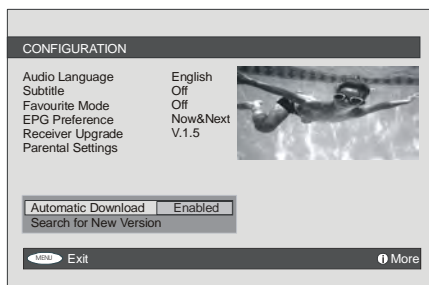 CONFIGURATION
Audio Language English
Subtitle Off
Favourite Mode Off
EPG Preference Now&Next
Receiver Upgrade V.1.5
Parental Settings
Automatic Download Enabled
Search for New Version
MENU Exit i More